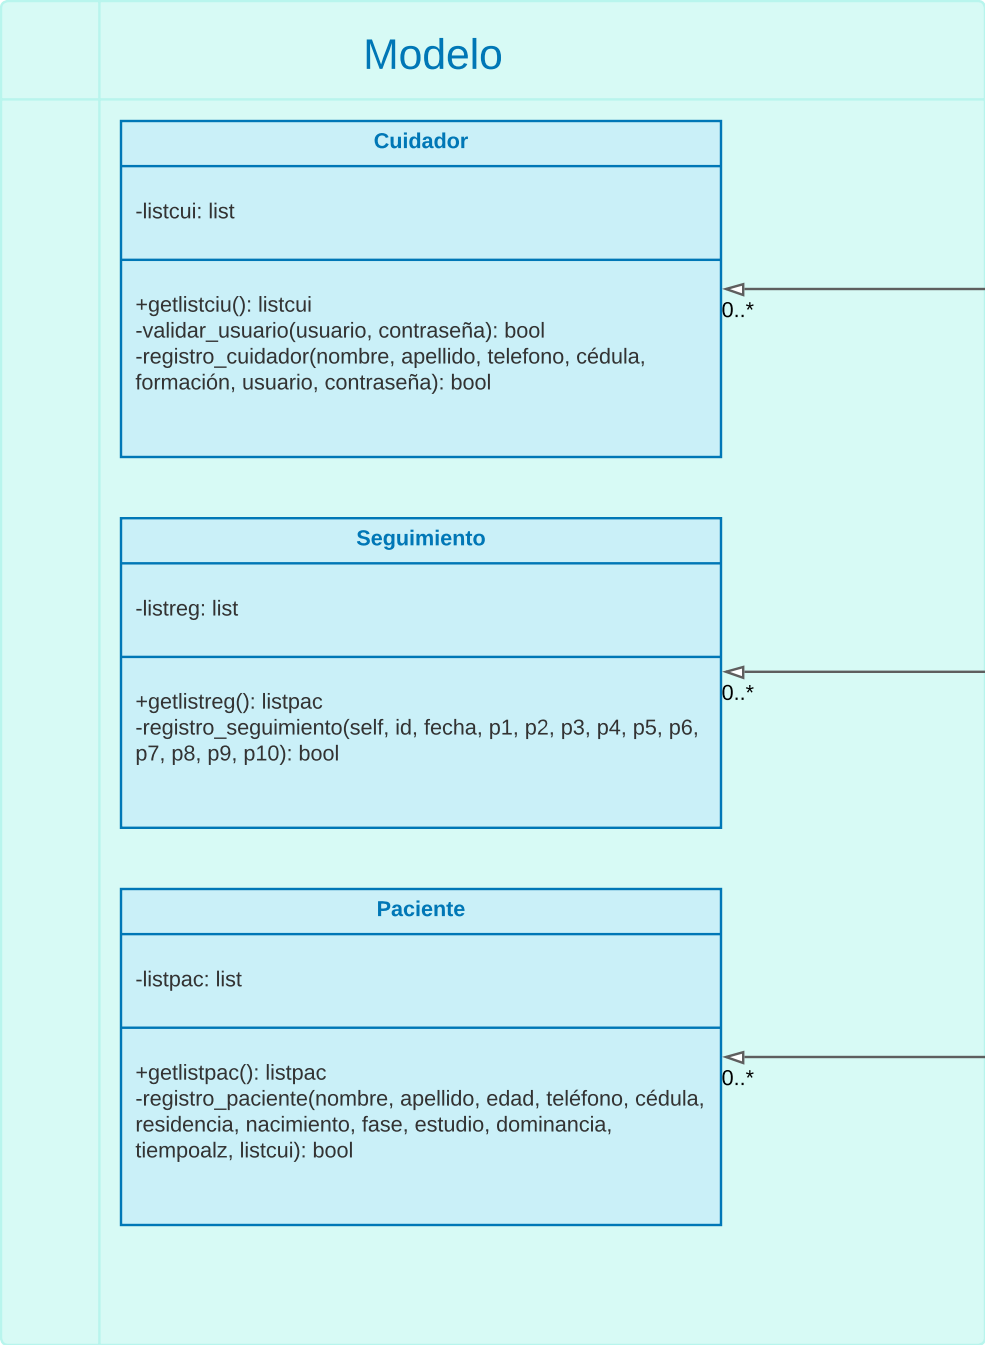 Modelo
Cuidador
-listcui: list
+getlistciu(): listcui
-validar_usuario(usuario, contraseña): bool
-registro_cuidador(nombre, apellido, telefono, cédula,
formación, usuario, contraseña): bool
0..*
Seguimiento
-listreg: list
+getlistreg(): listpac
-registro_seguimiento(self, id, fecha, p1, p2, p3, p4, p5, p6,
p7, p8, p9, p10): bool
0..*
Paciente
-listpac: list
+getlistpac(): listpac
-registro_paciente(nombre, apellido, edad, teléfono, cédula,
residencia, nacimiento, fase, estudio, dominancia,
tiempoalz, listcui): bool
0..*